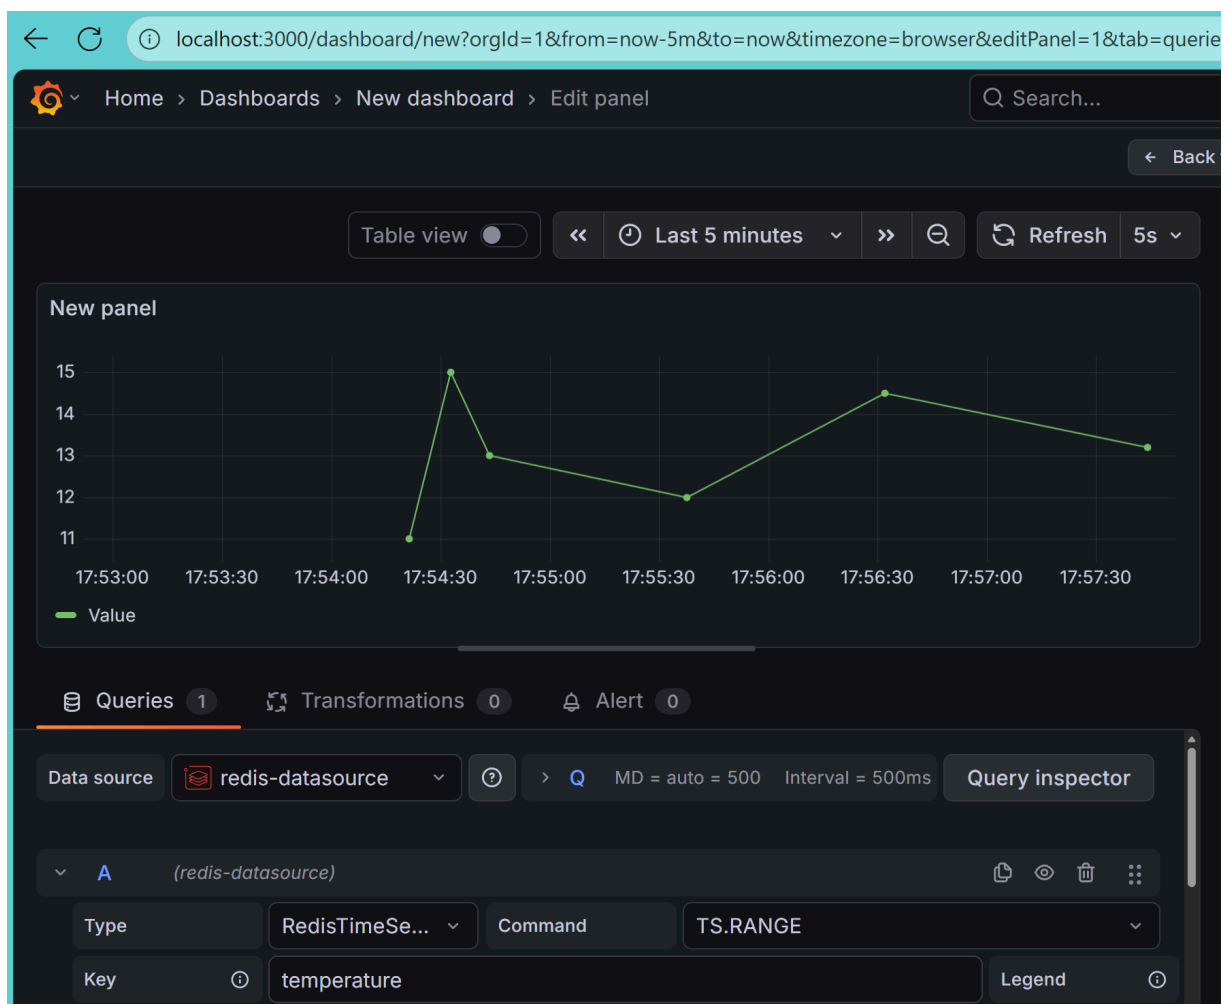 localhost:3000/dashboard/new?orgId=1&from=now-5m&to=now&timezone=browser&editPanel=1&tab=querie
Home > Dashboards > New dashboard > Edit panel
Search...
← Back
Table view
Last 5 minutes
Refresh
5s
New panel
15
14
13
12
11
17:53:00 17:53:30 17:54:00 17:54:30 17:55:00 17:55:30 17:56:00 17:56:30 17:57:00 17:57:30
Value
Queries 1 Transformations 0 Alert 0
Data source redis-datasource Q MD = auto = 500 Interval = 500ms Query inspector
A (redis-datasource)
Type RedisTimeSe... Command TS.RANGE
Key temperature Legend